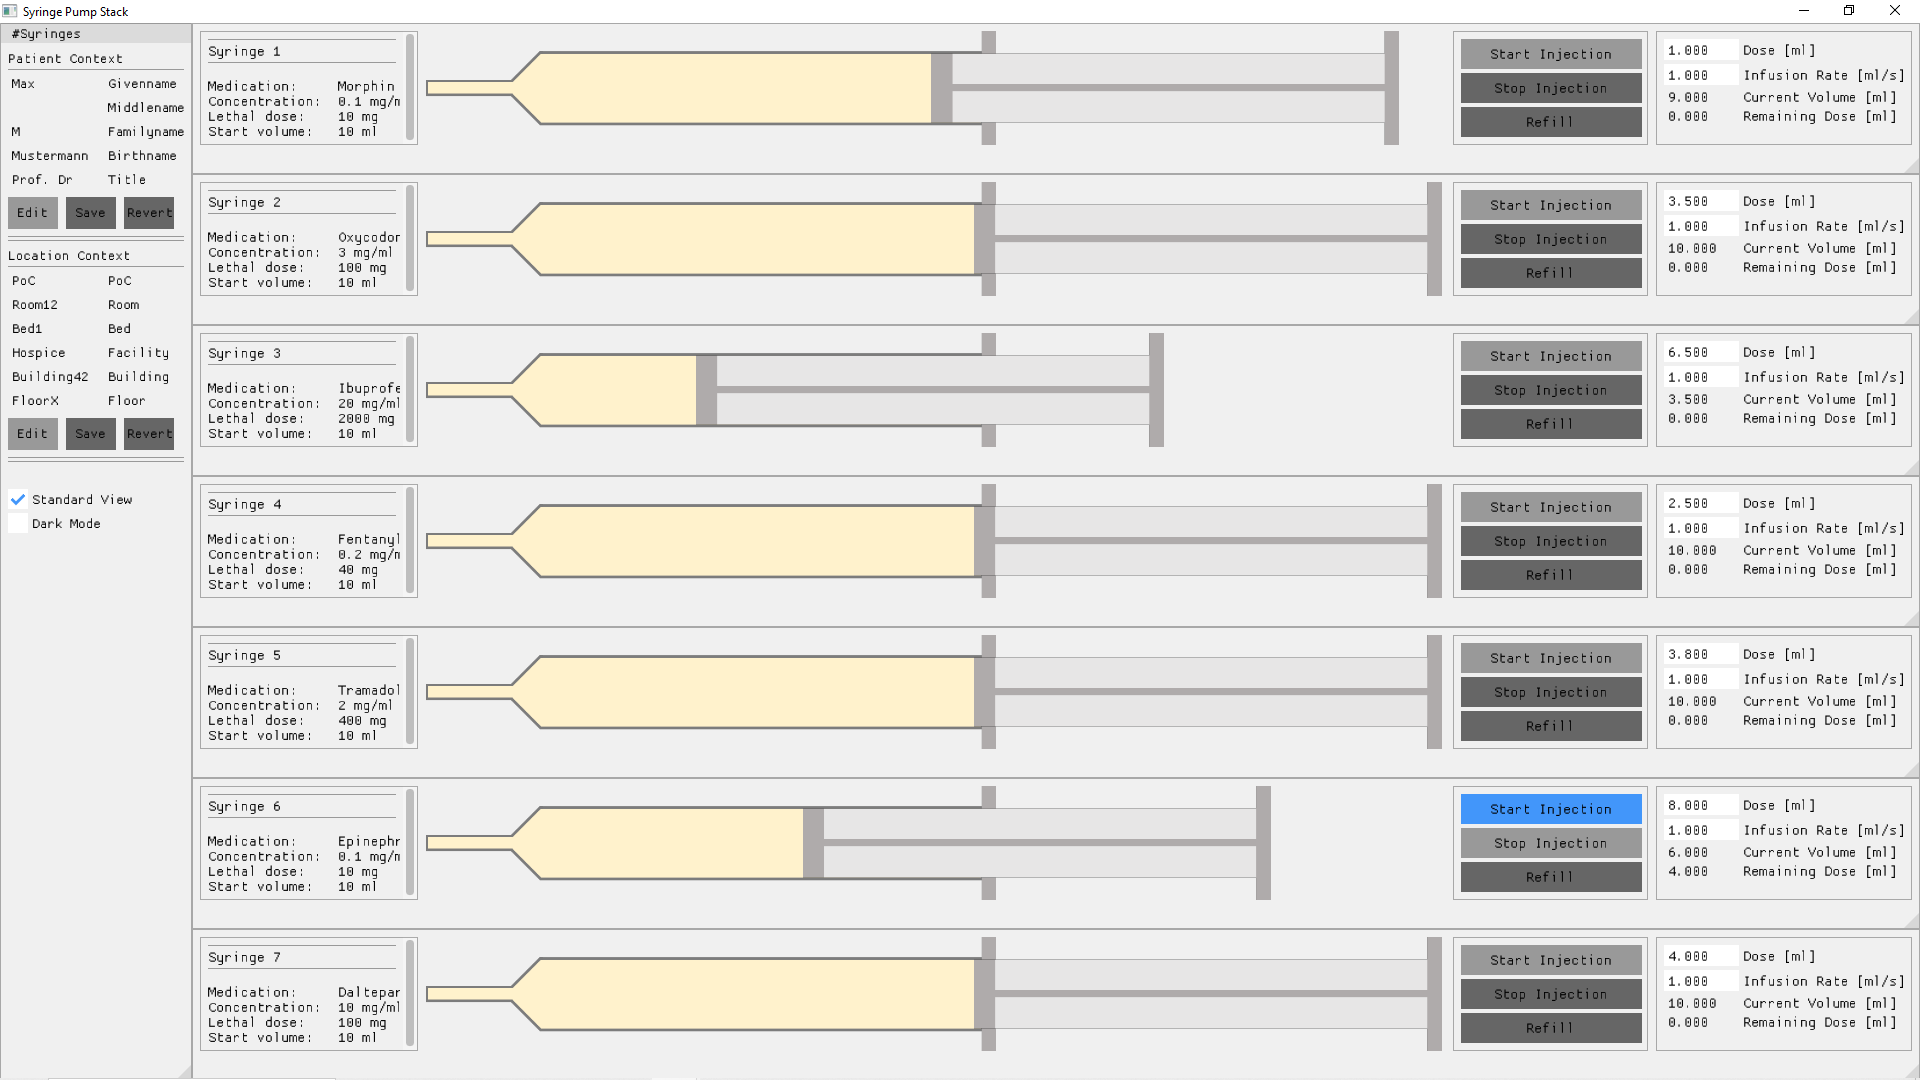 Syringe Pump Stack
#Syringes
Patient Context
Max Givenname
Middlename
M Familyname
Mustermann Birthname
Prof. Dr Title
Edit Save Revert
Location Context
PoC PoC
Room12 Room
Bed1 Bed
Hospice Facility
Building42 Building
FloorX Floor
Edit Save Revert
Standard View
Dark Mode
Syringe 1
Medication: Morphin
Concentration: 0.1 mg/m
Lethal dose: 10 mg
Start volume: 10 ml
Start Injection
Stop Injection
Refill
1.000 Dose [ml]
1.000 Infusion Rate [ml/s]
9.000 Current Volume [ml]
0.000 Remaining Dose [ml]
Syringe 2
Medication: Oxycodor
Concentration: 3 mg/ml
Lethal dose: 100 mg
Start volume: 10 ml
Start Injection
Stop Injection
Refill
3.500 Dose [ml]
1.000 Infusion Rate [ml/s]
10.000 Current Volume [ml]
0.000 Remaining Dose [ml]
Syringe 3
Medication: Ibuprofe
Concentration: 20 mg/ml
Lethal dose: 2000 mg
Start volume: 10 ml
Start Injection
Stop Injection
Refill
6.500 Dose [ml]
1.000 Infusion Rate [ml/s]
3.500 Current Volume [ml]
0.000 Remaining Dose [ml]
Syringe 4
Medication: Fentanyl
Concentration: 0.2 mg/m
Lethal dose: 40 mg
Start volume: 10 ml
Start Injection
Stop Injection
Refill
2.500 Dose [ml]
1.000 Infusion Rate [ml/s]
10.000 Current Volume [ml]
0.000 Remaining Dose [ml]
Syringe 5
Medication: Tramadol
Concentration: 2 mg/ml
Lethal dose: 400 mg
Start volume: 10 ml
Start Injection
Stop Injection
Refill
3.800 Dose [ml]
1.000 Infusion Rate [ml/s]
10.000 Current Volume [ml]
0.000 Remaining Dose [ml]
Syringe 6
Medication: Epinephr
Concentration: 0.1 mg/m
Lethal dose: 10 mg
Start volume: 10 ml
Start Injection
Stop Injection
Refill
8.000 Dose [ml]
1.000 Infusion Rate [ml/s]
6.000 Current Volume [ml]
4.000 Remaining Dose [ml]
Syringe 7
Medication: Daltepar
Concentration: 10 mg/ml
Lethal dose: 100 mg
Start volume: 10 ml
Start Injection
Stop Injection
Refill
4.000 Dose [ml]
1.000 Infusion Rate [ml/s]
10.000 Current Volume [ml]
0.000 Remaining Dose [ml]